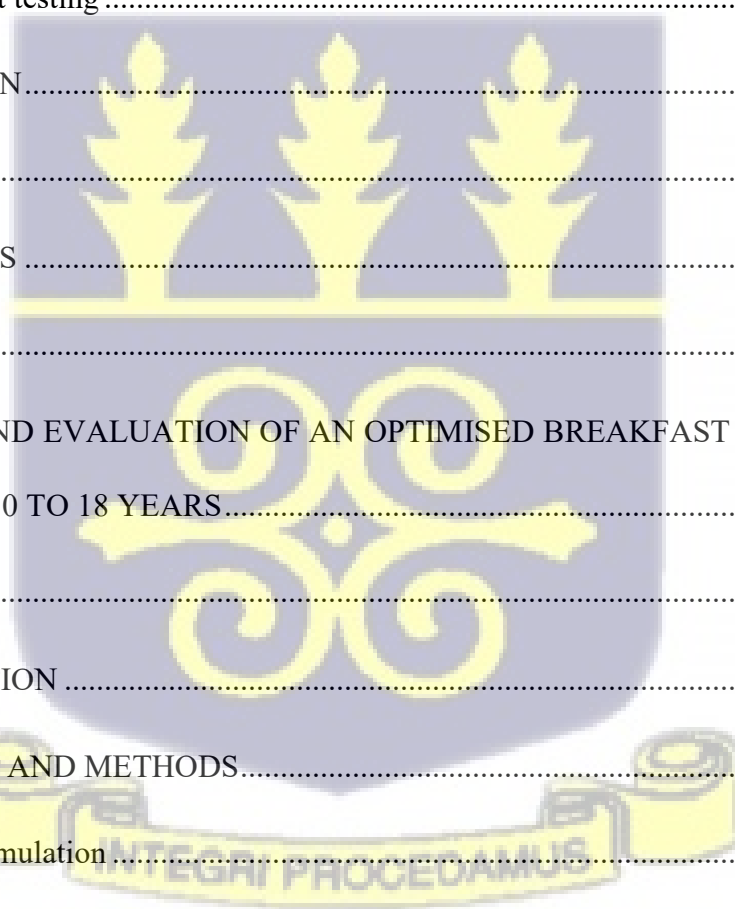 t testing ................................................................
N................................................................
................................................................
S ................................................................
................................................................
ND EVALUATION OF AN OPTIMISED BREAKFAST
0 TO 18 YEARS................................................................
................................................................
ION ................................................................
AND METHODS................................................................
mulation ................................................................
INTEGRI PROCEDAMUS